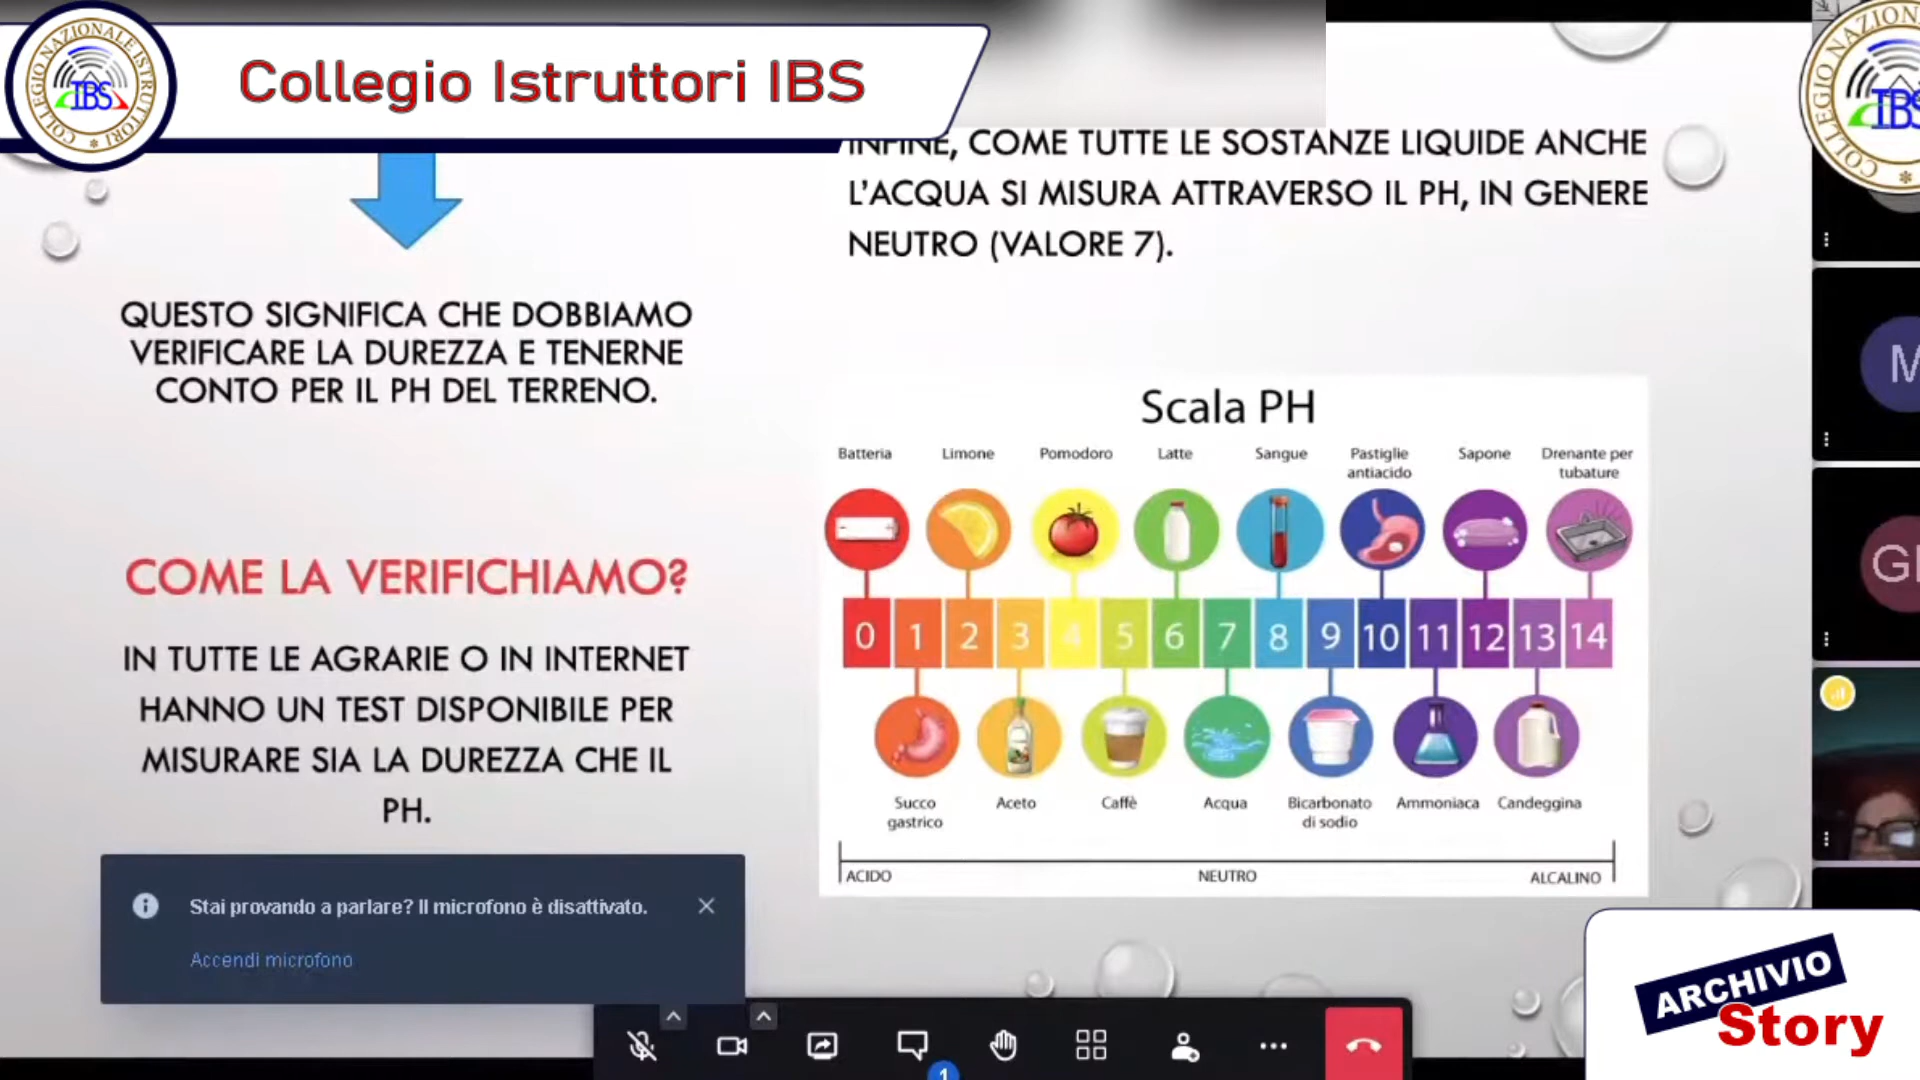 COLLEGIO NAZIONALE ISTRUTTORI
IBS
Collegio Istruttori IBS
INFINE, COME TUTTE LE SOSTANZE LIQUIDE ANCHE
L'ACQUA SI MISURA ATTRAVERSO IL PH, IN GENERE
NEUTRO (VALORE 7).
QUESTO SIGNIFICA CHE DOBBIAMO
VERIFICARE LA DUREZZA E TENERNE
CONTO PER IL PH DEL TERRENO.
COME LA VERIFICHIAMO?
IN TUTTE LE AGRARIE O IN INTERNET
HANNO UN TEST DISPONIBILE PER
MISURARE SIA LA DUREZZA CHE IL
PH.
Scala PH
Batteria Limone Pomodoro Latte Sangue Pastiglie antiacido Sapone Drenante per tubature
0 1 2 3 4 5 6 7 8 9 10 11 12 13 14
Succo gastrico Aceto Caffè Acqua Bicarbonato di sodio Ammoniaca Candeggina
ACIDO NEUTRO ALCALINO
Stai provando a parlare? Il microfono è disattivato.
Accendi microfono
1
M
ARCHIVIO
Story